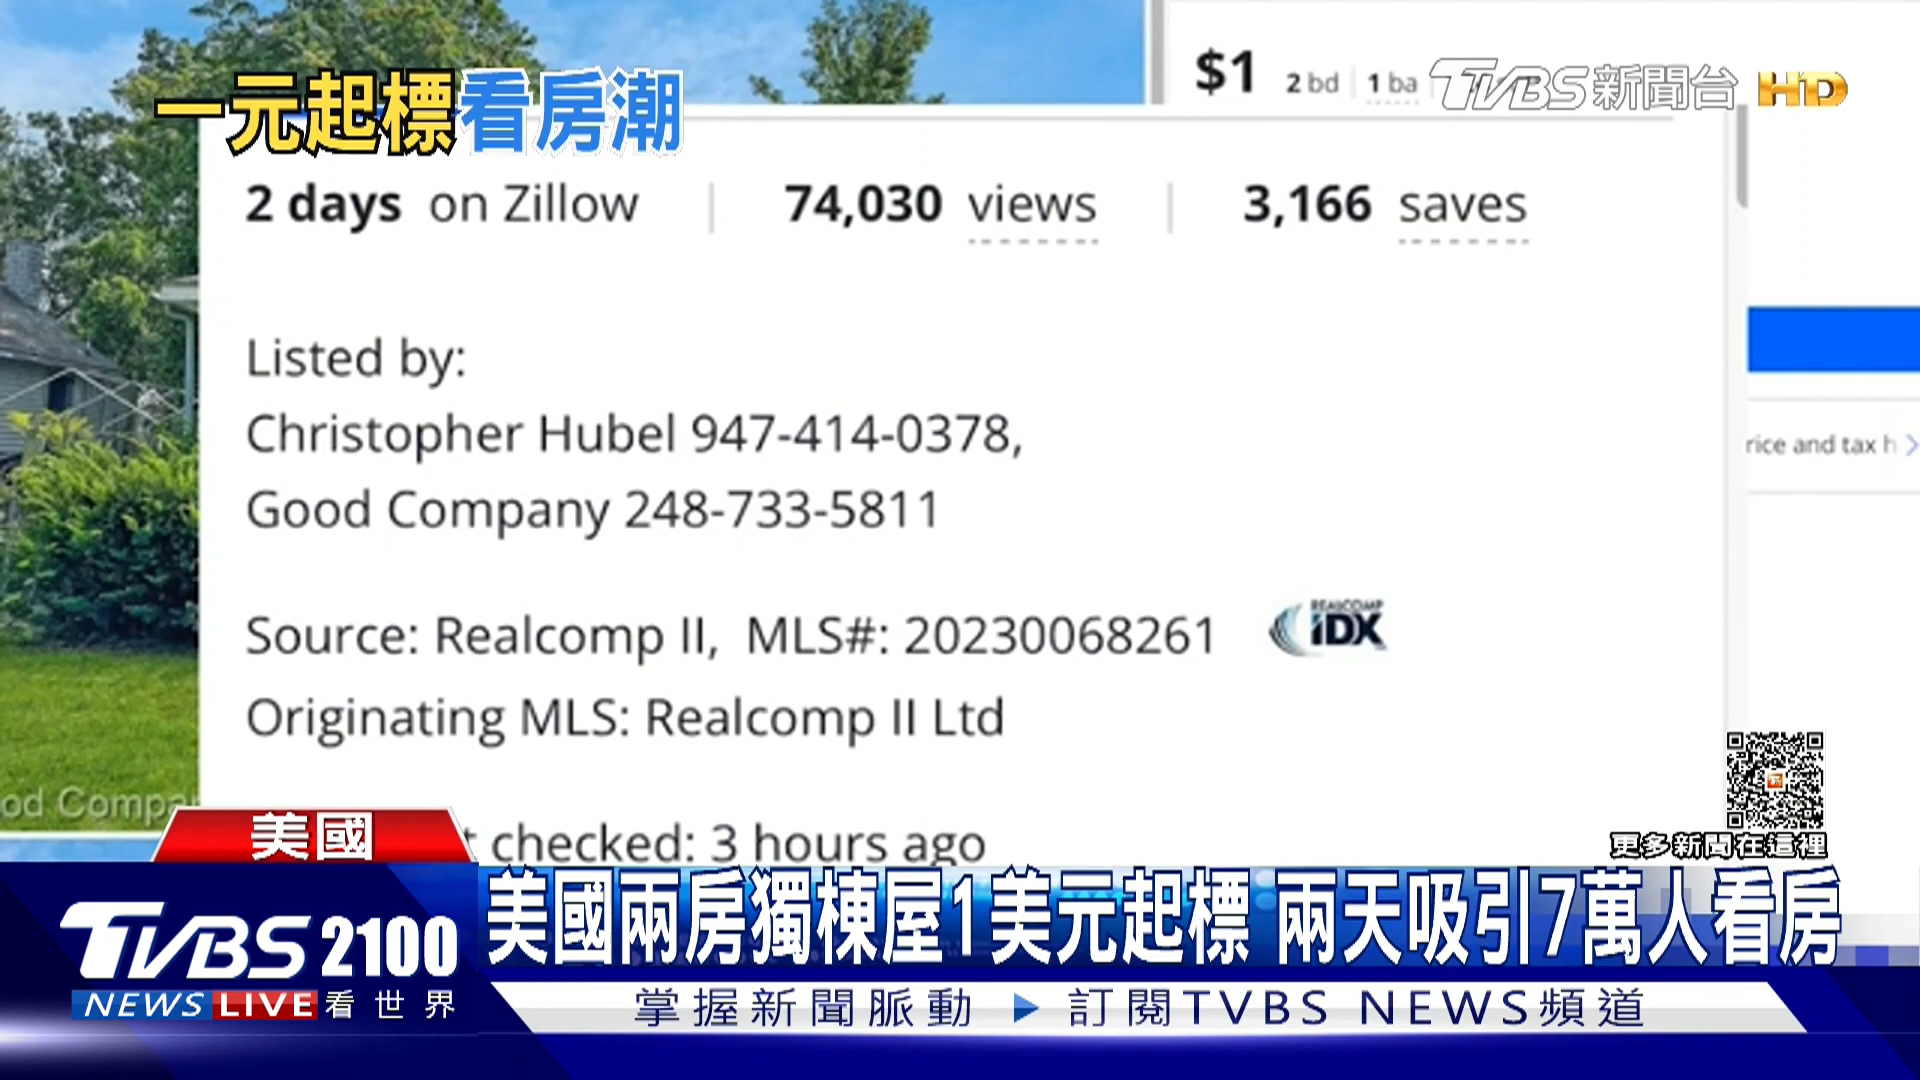 一元起標看房潮
$1 2 bd 1 ba
TVBS新聞台 HD
2 days on Zillow 74,030 views 3,166 saves
Listed by:
Christopher Hubel 947-414-0378,
Good Company 248-733-5811
rice and tax h
Source: Realcomp II, MLS#: 20230068261
REALCOMP
iDX
Originating MLS: Realcomp II Ltd
od Compa
t checked: 3 hours ago
更多新聞在這裡
美國
美國兩房獨棟屋1美元起標 兩天吸引7萬人看房
TVBS 2100
NEWS LIVE 看世界
掌握新聞脈動 ▶ 訂閱TVBS NEWS頻道